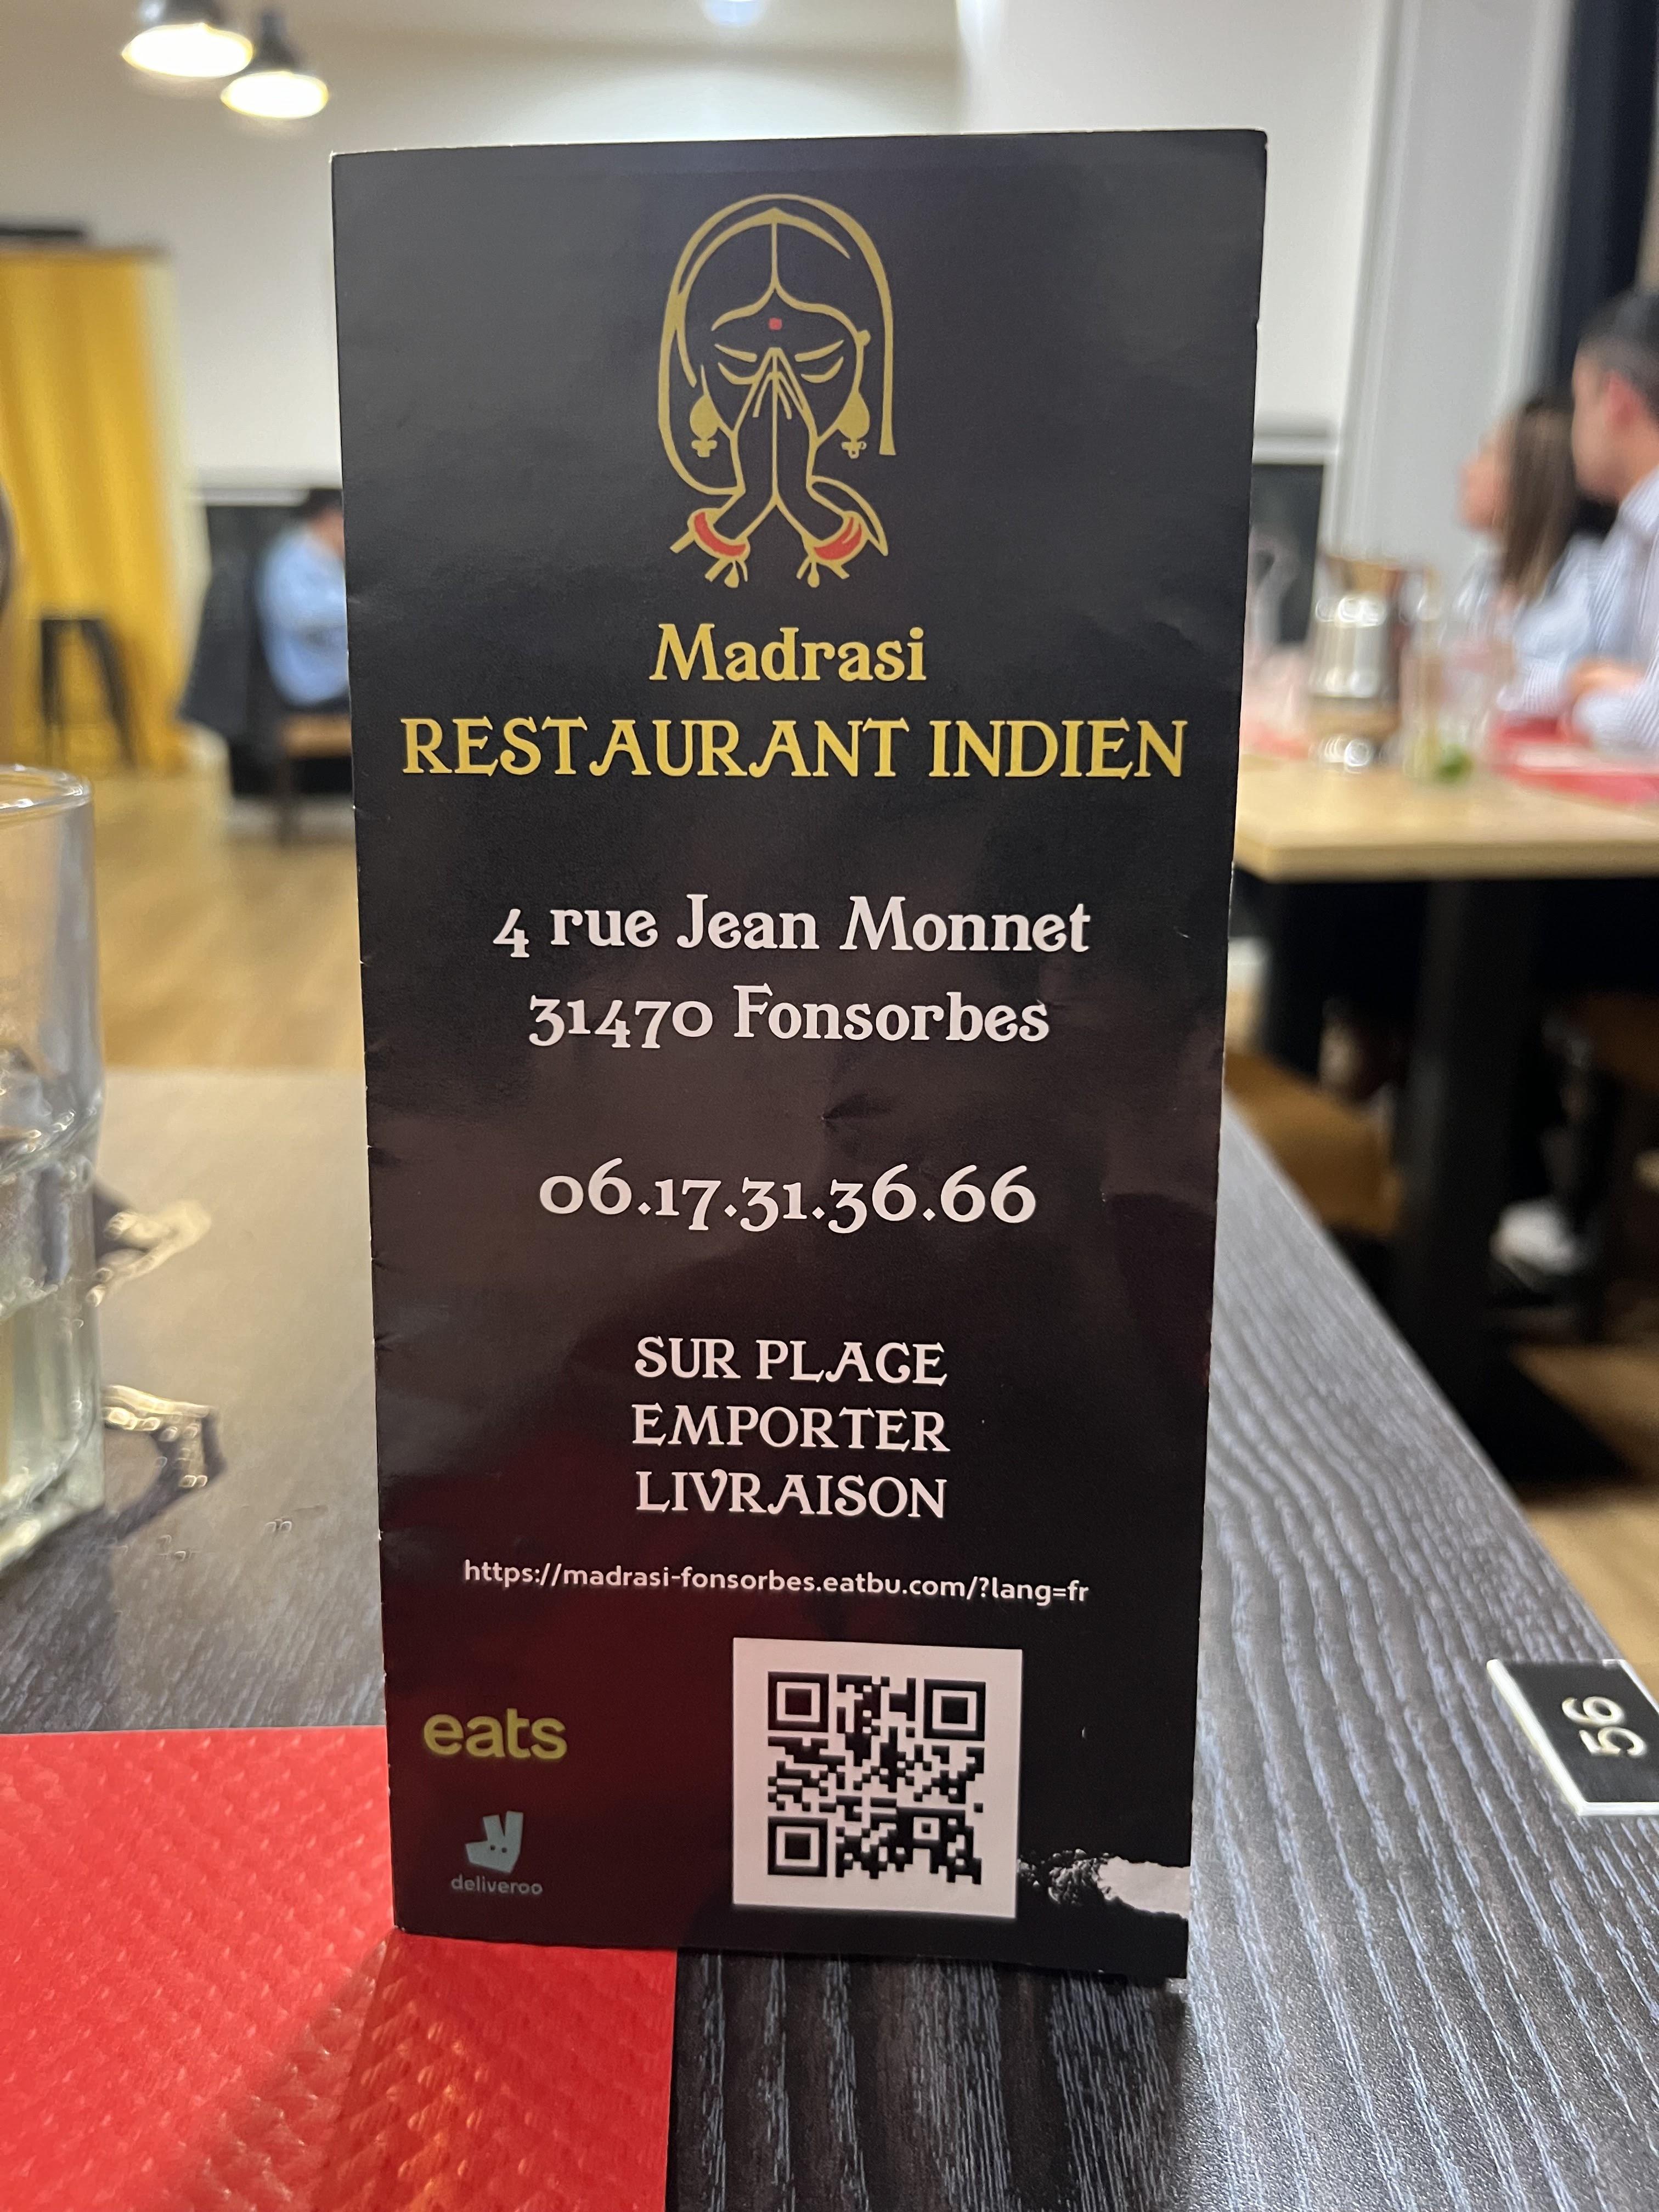 Madrasi
RESTAURANT INDIEN
4 rue Jean Monnet
31470 Fonsorbes
06.17.31.36.66
SUR PLACE
EMPORTER
LIVRAISON
https://madrasi-fonsorbes.eatbu.com/?lang=fr
eats
deliveroo
56